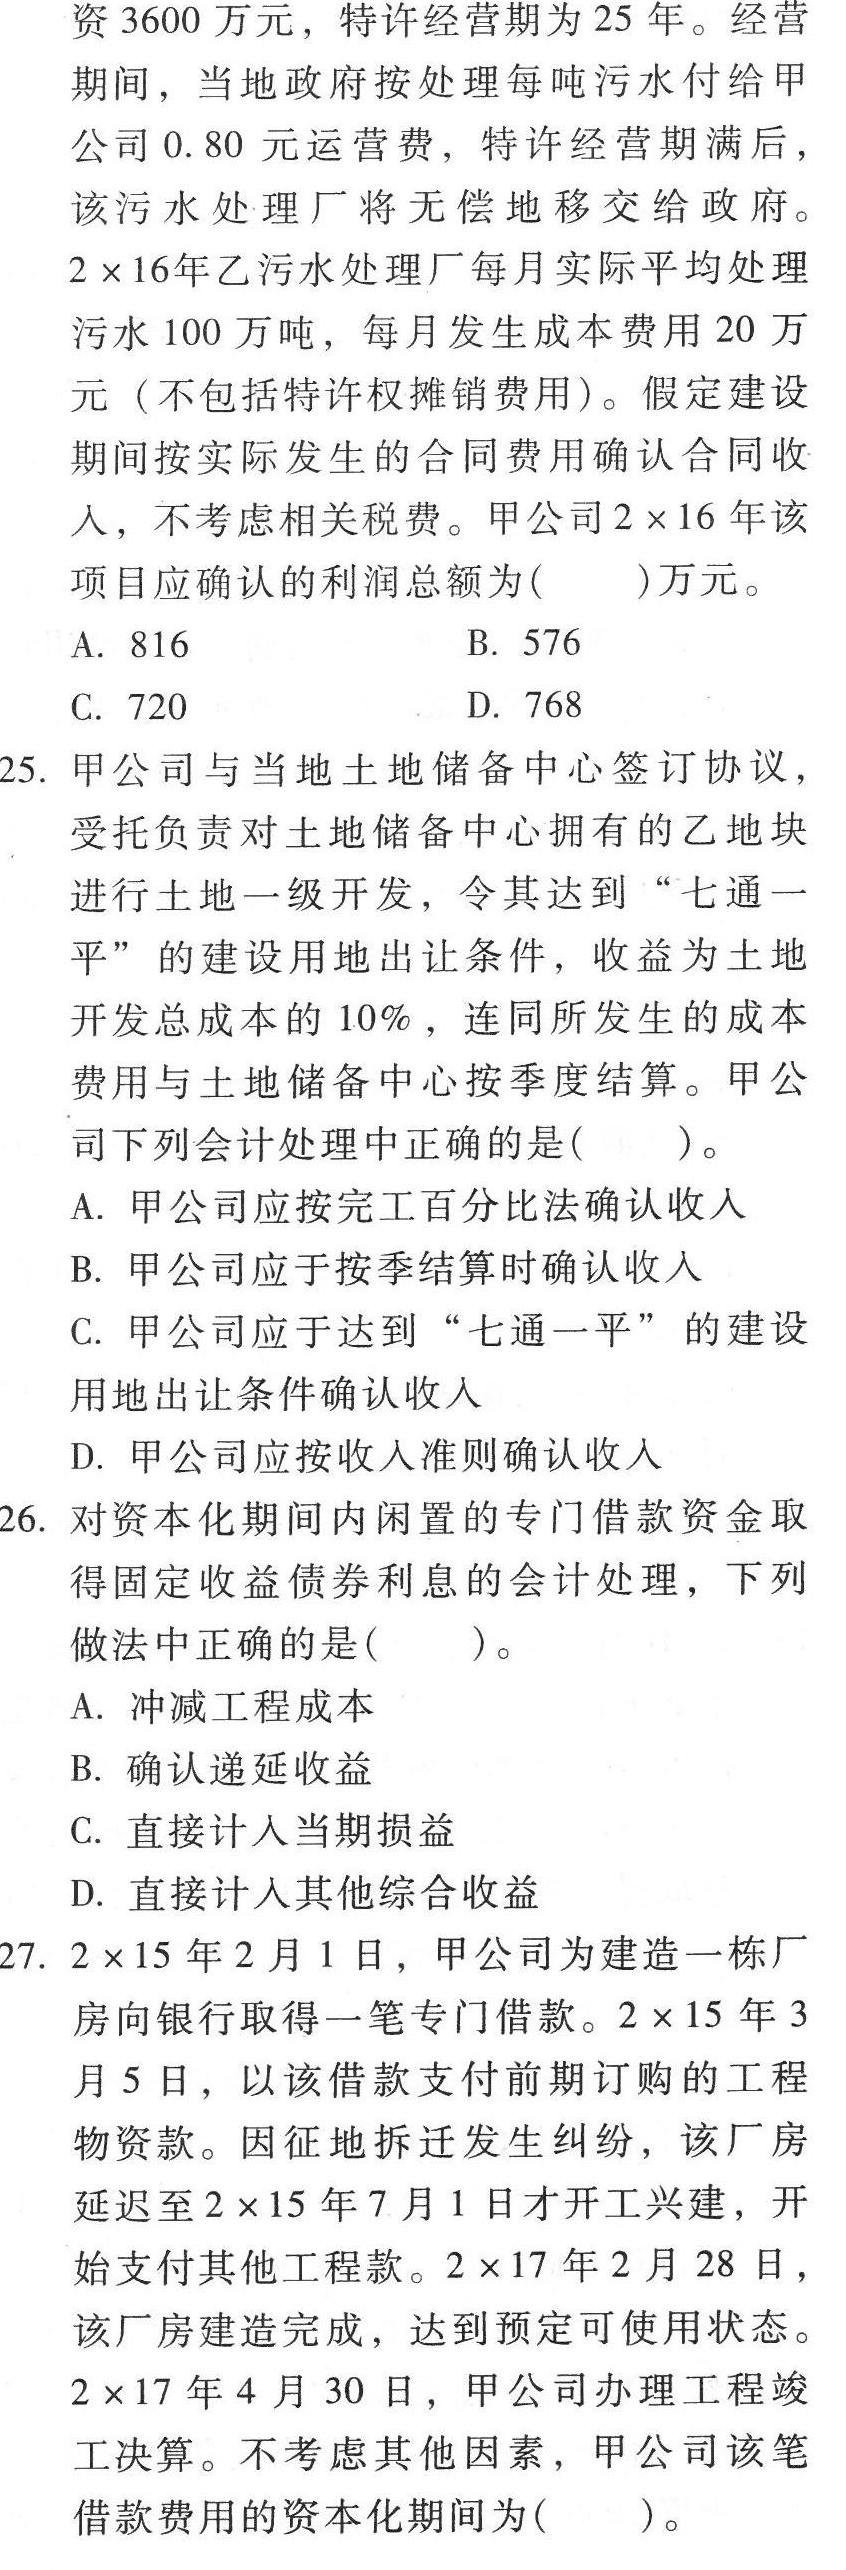 资 3600 万元，特许经营期为 25 年。经营
期间，当地政府按处理每吨污水付给甲
公司 0.80 元运营费，特许经营期满后，
该污水处理厂将无偿地移交给政府。
2×16年乙污水处理厂每月实际平均处理
污水 100 万吨，每月发生成本费用 20 万
元（不包括特许权摊销费用）。假定建设
期间按实际发生的合同费用确认合同收
入，不考虑相关税费。甲公司 2×16 年该
项目应确认的利润总额为(　　)万元。
A. 816　　B. 576
C. 720　　D. 768
25. 甲公司与当地土地储备中心签订协议，
受托负责对土地储备中心拥有的乙地块
进行土地一级开发，令其达到“七通一
平”的建设用地出让条件，收益为土地
开发总成本的 10%，连同所发生的成本
费用与土地储备中心按季度结算。甲公
司下列会计处理中正确的是(　　)。
A. 甲公司应按完工百分比法确认收入
B. 甲公司应于按季结算时确认收入
C. 甲公司应于达到“七通一平”的建设
用地出让条件确认收入
D. 甲公司应按收入准则确认收入
26. 对资本化期间内闲置的专门借款资金取
得固定收益债券利息的会计处理，下列
做法中正确的是(　　)。
A. 冲减工程成本
B. 确认递延收益
C. 直接计入当期损益
D. 直接计入其他综合收益
27. 2×15 年 2 月 1 日，甲公司为建造一栋厂
房向银行取得一笔专门借款。2×15 年 3
月 5 日，以该借款支付前期订购的工程
物资款。因征地拆迁发生纠纷，该厂房
延迟至 2×15 年 7 月 1 日才开工兴建，开
始支付其他工程款。2×17 年 2 月 28 日，
该厂房建造完成，达到预定可使用状态。
2×17 年 4 月 30 日，甲公司办理工程竣
工决算。不考虑其他因素，甲公司该笔
借款费用的资本化期间为(　　)。